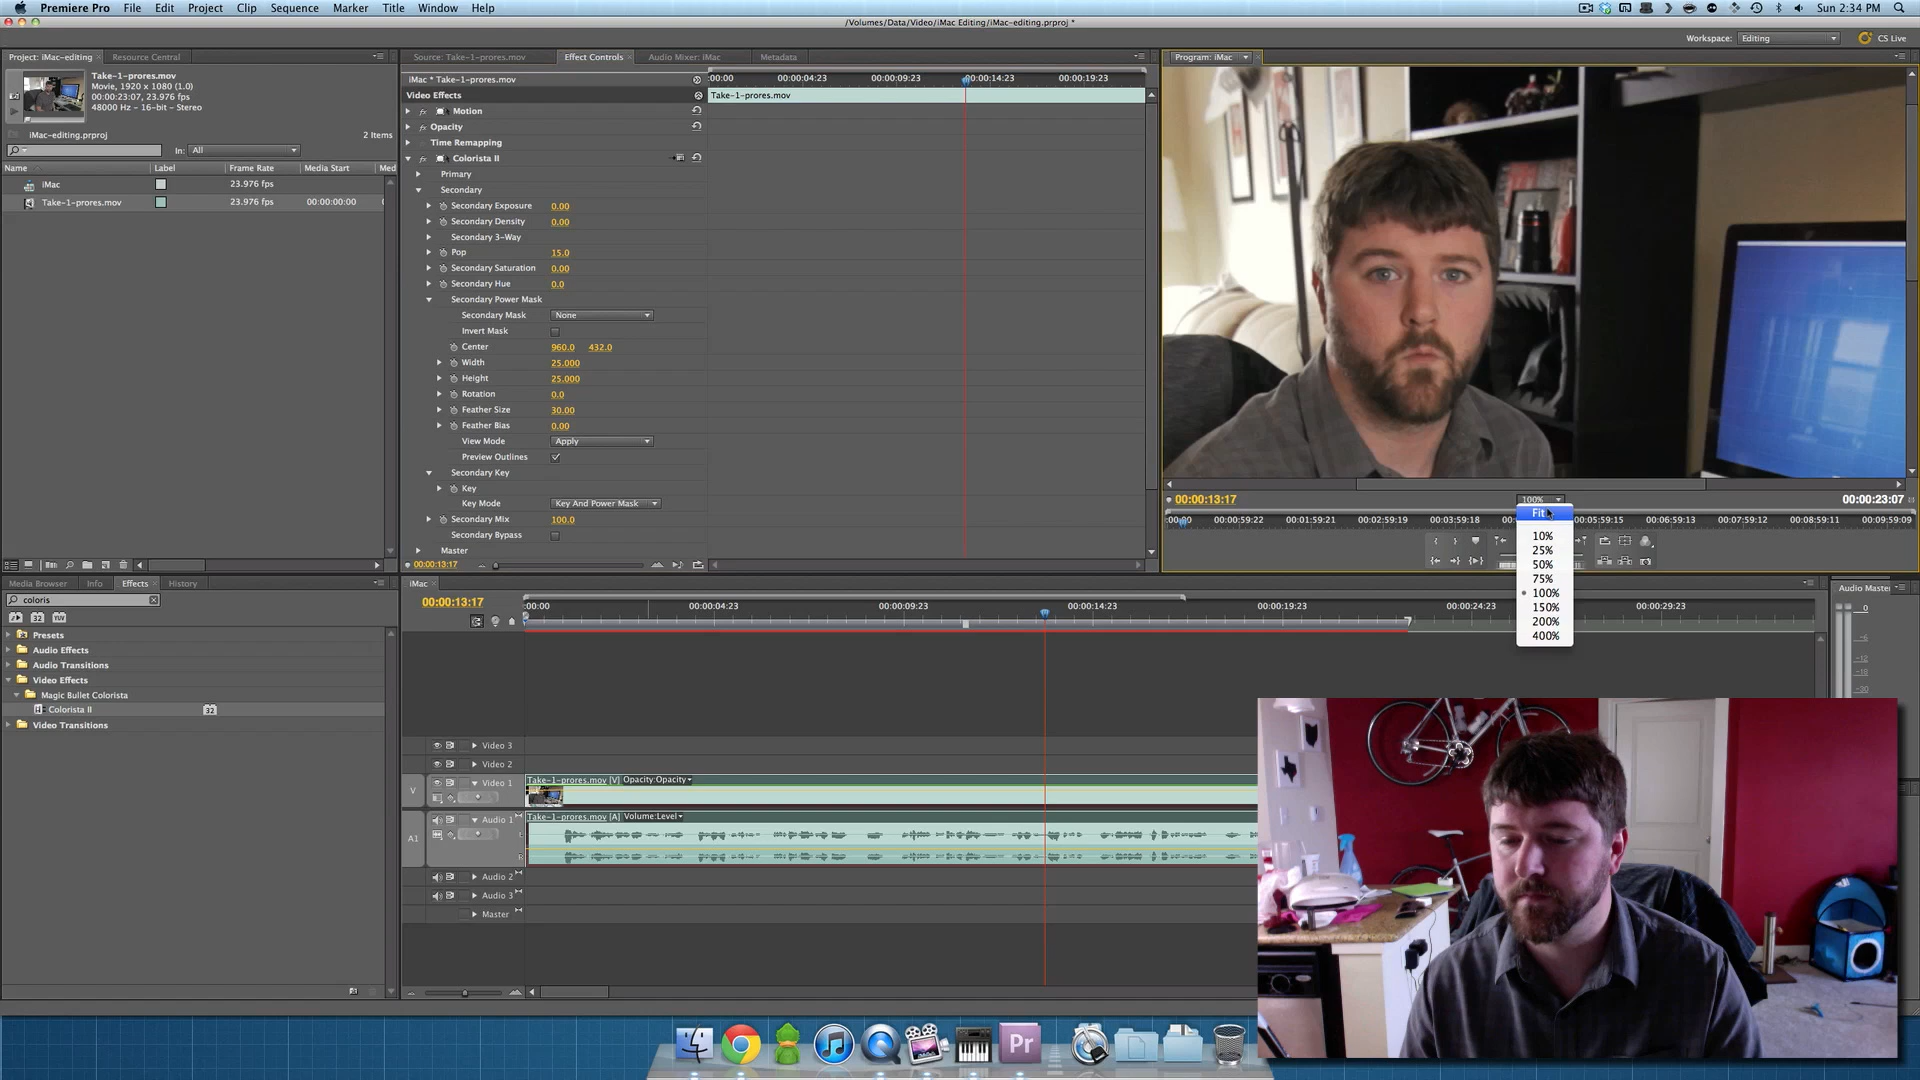 Premiere Pro File Edit Project Clip Sequence Marker Title Window Help
Sun 2:34 PM
/Volumes/Data/Video/iMac Editing/iMac-editing.prproj *
Workspace: Editing
CS Live
Project: iMac-editing
Resource Central
Take-1-prores.mov
Movie, 1920 x 1080 (1.0)
00:00:23:07, 23.976 fps
48000 Hz - 16-bit - Stereo
iMac-editing.prproj
2 Items
In: All
Name Label Frame Rate Media Start Med
iMac 23.976 fps
Take-1-prores.mov 23.976 fps 00:00:00:00
Source: Take-1-prores.mov
Effect Controls
Audio Mixer: iMac
Metadata
iMac * Take-1-prores.mov
:00:00 00:00:04:23 00:00:09:23 00:00:14:23 00:00:19:23
Video Effects
Take-1-prores.mov
fx Motion
fx Opacity
Time Remapping
fx Colorista II
Primary
Secondary
Secondary Exposure 0.00
Secondary Density 0.00
Secondary 3-Way
Pop 15.0
Secondary Saturation 0.00
Secondary Hue 0.0
Secondary Power Mask
Secondary Mask None
Invert Mask
Center 960.0 432.0
Width 25.000
Height 25.000
Rotation 0.0
Feather Size 30.00
Feather Bias 0.00
View Mode Apply
Preview Outlines
Secondary Key
Key
Key Mode Key And Power Mask
Secondary Mix 100.0
Secondary Bypass
Master
00:00:13:17
Program: iMac
00:00:13:17
100%
00:00:23:07
00:00:59:22 00:01:59:21 00:02:59:19 00:03:59:18 00:05:59:15 00:06:59:13 00:07:59:12 00:08:59:11 00:09:59:09
Fit
10%
25%
50%
75%
100%
150%
200%
400%
Media Browser
Info
Effects
History
coloris
32
Presets
Audio Effects
Audio Transitions
Video Effects
Magic Bullet Colorista
Colorista II 32
Video Transitions
iMac
00:00:13:17
:00:00 00:00:04:23 00:00:09:23 00:00:14:23 00:00:19:23 00:00:24:23 00:00:29:23
Video 3
Video 2
V
Video 1
Take-1-prores.mov [V] Opacity:Opacity
A1
Audio 1
Take-1-prores.mov [A] Volume:Level
Audio 2
Audio 3
Master
Audio Master
0
-6
-12
-30
Pr